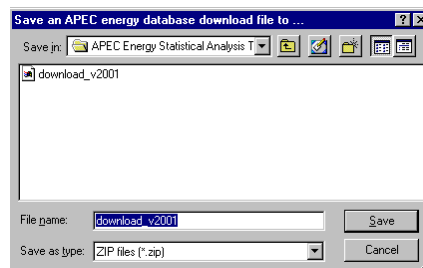 Save an APEC energy database download file to ...
Save in: APEC Energy Statistical Analysis T
download_v2001
File name: download_v2001 Save
Save as type: ZIP files (*.zip) Cancel